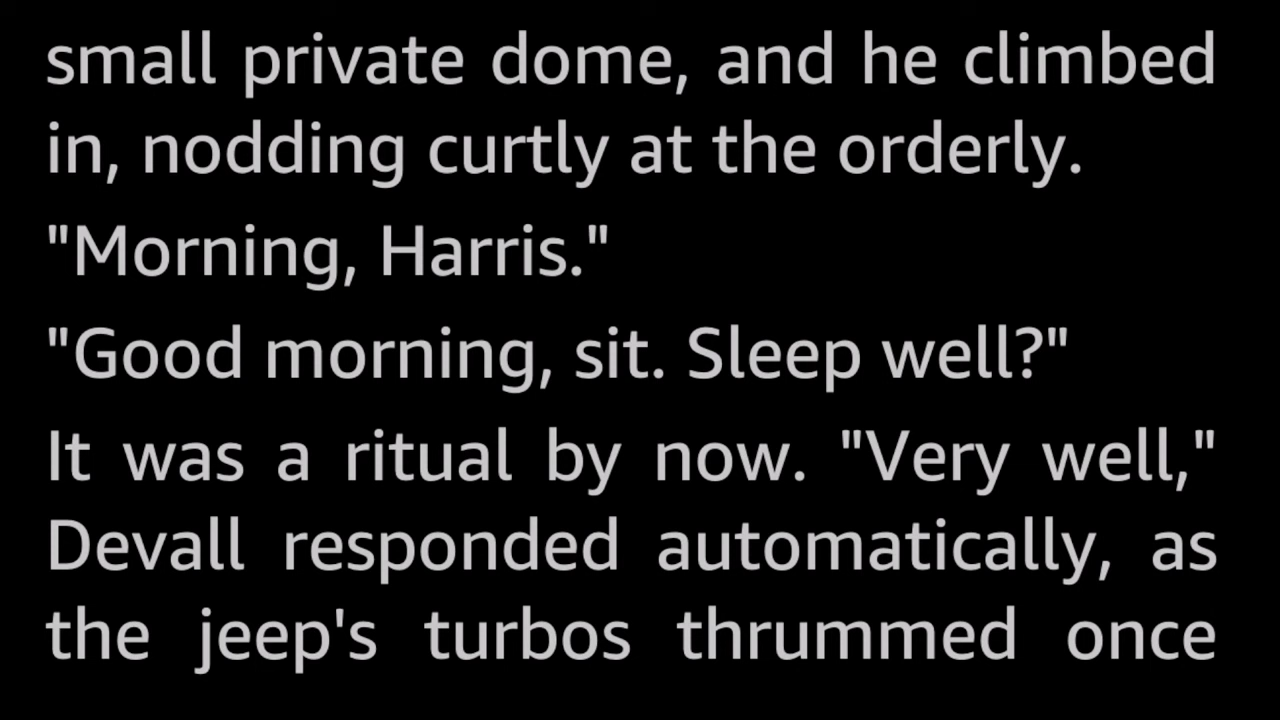 small private dome, and he climbed
in, nodding curtly at the orderly.
"Morning, Harris."
"Good morning, sit. Sleep well?"
It was a ritual by now. "Very well,"
Devall responded automatically, as
the jeep's turbos thrummed once